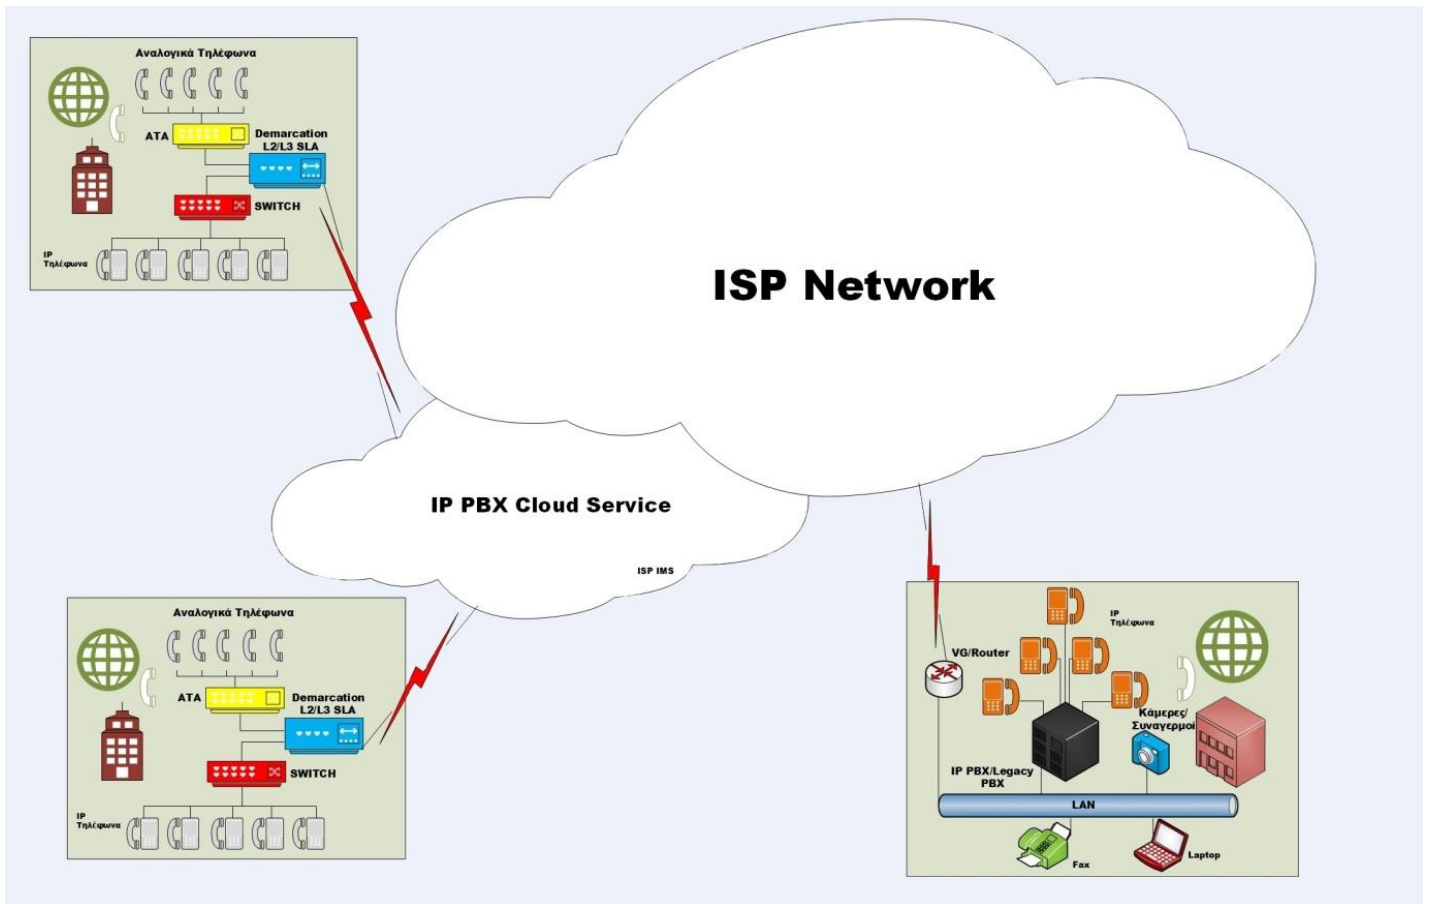 Αναλογικά Τηλέφωνα
ATA
Demarcation
L2/L3 SLA
SWITCH
IP
Τηλέφωνα
ISP Network
IP PBX Cloud Service
ISP IMS
Αναλογικά Τηλέφωνα
ATA
Demarcation
L2/L3 SLA
SWITCH
IP
Τηλέφωνα
IP
Τηλέφωνα
VG/Router
Κάμερες/
Συναγερμοί
IP PBX/Legacy
PBX
LAN
Fax
Laptop